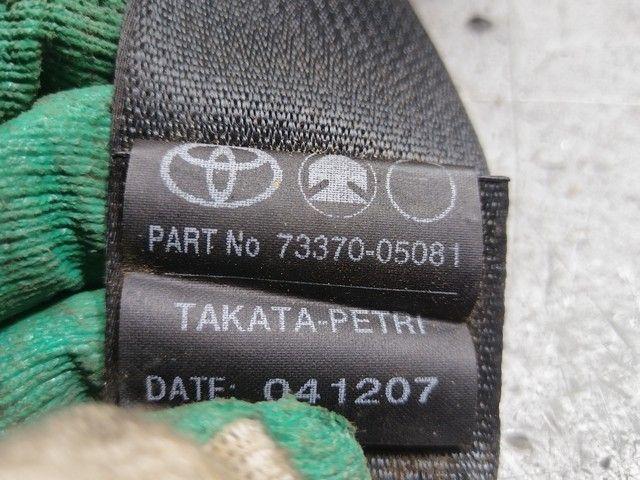 PART No 73370-05081
TAKATA-PETRI
DATE: 041207